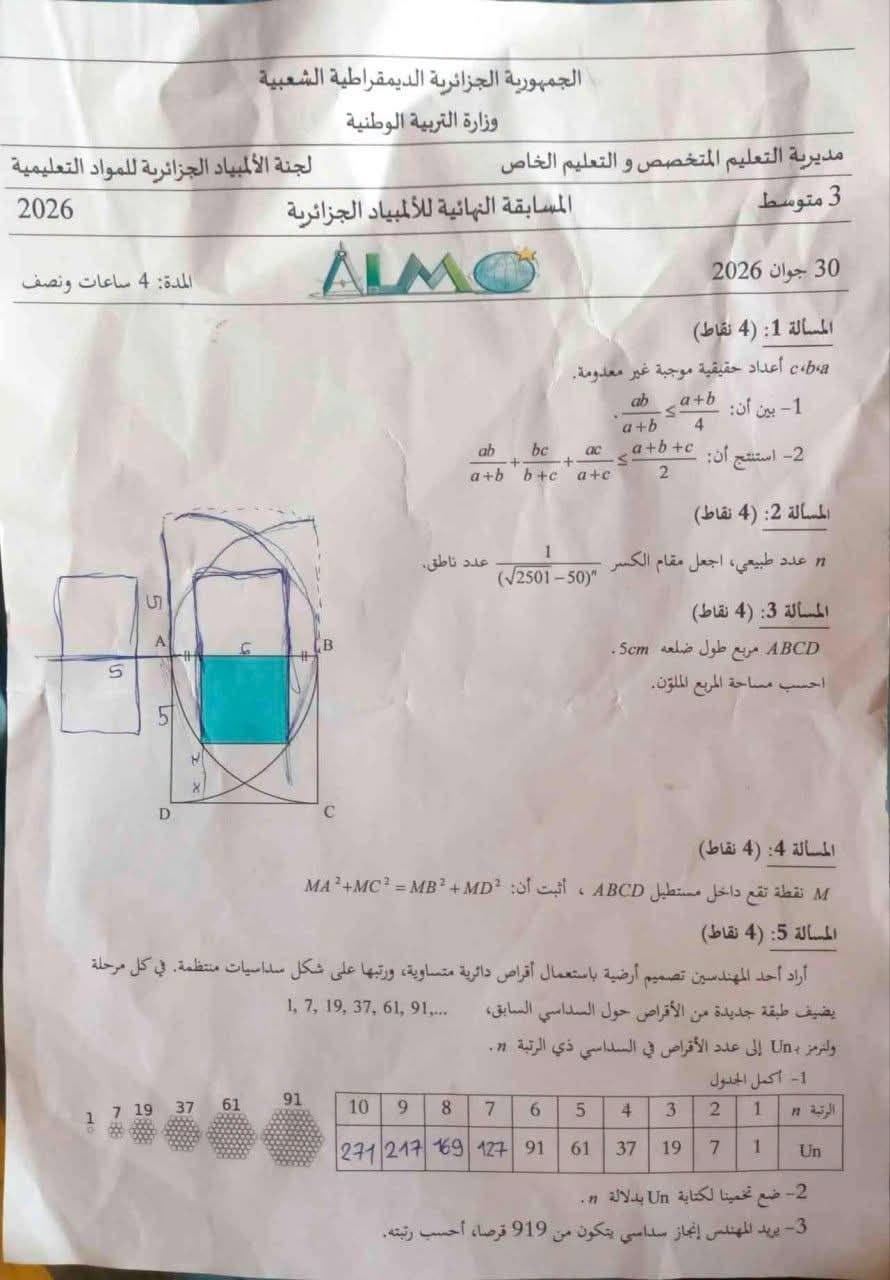 الجمهورية الجزائرية الديمقراطية الشعبية
وزارة التربية الوطنية
مديرية التعليم المتخصص و التعليم الخاص لجنة الألمبياد الجزائرية للمواد التعليمية
3 متوسط المسابقة النهائية للألمبياد الجزائرية 2026
30 جوان 2026 ALMO المدة: 4 ساعات ونصف
المسألة 1: (4 نقاط)
a،b،c أعداد حقيقية موجبة غير معدومة.
1- بين أن: ab/(a+b) ≤ (a+b)/4 .
2- استنتج أن: ab/(a+b) + bc/(b+c) + ac/(a+c) ≤ (a+b+c)/2
المسألة 2: (4 نقاط)
n عدد طبيعي، اجعل مقام الكسر 1/(√2501 − 50)ⁿ عدد ناطق.
المسألة 3: (4 نقاط)
ABCD مربع طول ضلعه 5cm .
احسب مساحة المربع الملوّن.
5
A 6 B
5
5
x
D C
المسألة 4: (4 نقاط)
M نقطة تقع داخل مستطيل ABCD ، أثبت أن: MA²+MC² = MB²+MD²
المسألة 5: (4 نقاط)
أراد أحد المهندسين تصميم أرضية باستعمال أقراص دائرية متساوية، ورتبها على شكل سداسيات منتظمة. في كل مرحلة
يضيف طبقة جديدة من الأقراص حول السداسي السابق، 1, 7, 19, 37, 61, 91,...
ولنرمز بـ Un إلى عدد الأقراص في السداسي ذي الرتبة n .
1- أكمل الجدول
1 7 19 37 61 91
الرتبة n 1 2 3 4 5 6 7 8 9 10
Un 1 7 19 37 61 91 127 169 217 271
2- ضع تخمينا لكتابة Un بدلالة n .
3- يريد المهندس إنجاز سداسي يتكون من 919 قرصا، أحسب رتبته.